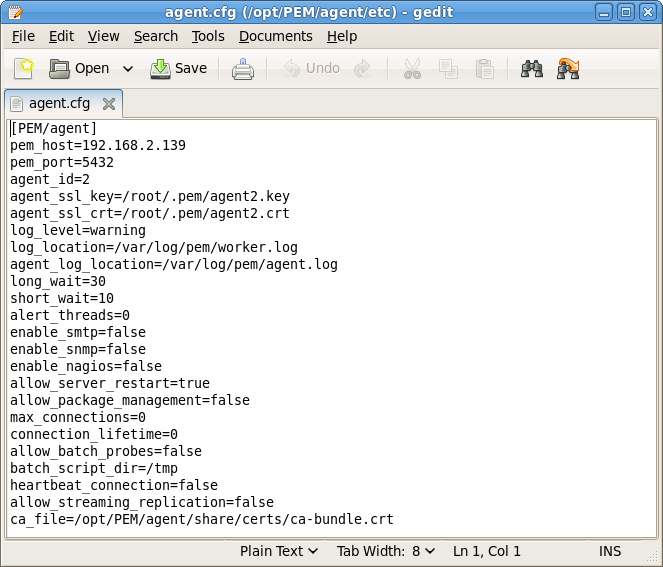 agent.cfg (/opt/PEM/agent/etc) - gedit
File Edit View Search Tools Documents Help
Open Save Undo
agent.cfg
[PEM/agent]
pem_host=192.168.2.139
pem_port=5432
agent_id=2
agent_ssl_key=/root/.pem/agent2.key
agent_ssl_crt=/root/.pem/agent2.crt
log_level=warning
log_location=/var/log/pem/worker.log
agent_log_location=/var/log/pem/agent.log
long_wait=30
short_wait=10
alert_threads=0
enable_smtp=false
enable_snmp=false
enable_nagios=false
allow_server_restart=true
allow_package_management=false
max_connections=0
connection_lifetime=0
allow_batch_probes=false
batch_script_dir=/tmp
heartbeat_connection=false
allow_streaming_replication=false
ca_file=/opt/PEM/agent/share/certs/ca-bundle.crt
Plain Text Tab Width: 8 Ln 1, Col 1 INS